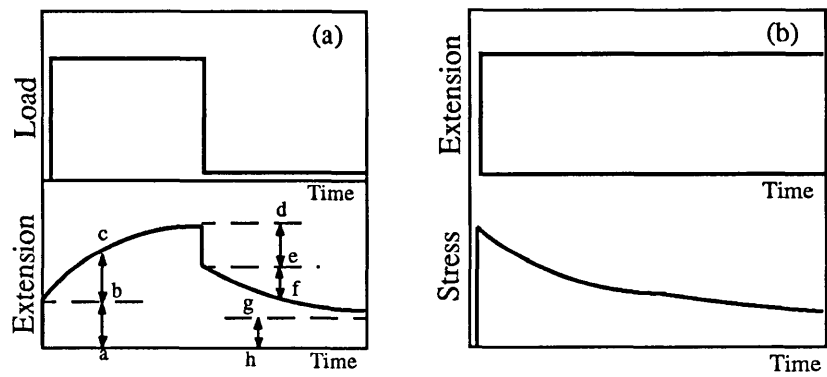 (a)
Load
Time
Extension
a
b
c
d
e
f
g
h
Time
(b)
Extension
Time
Stress
Time